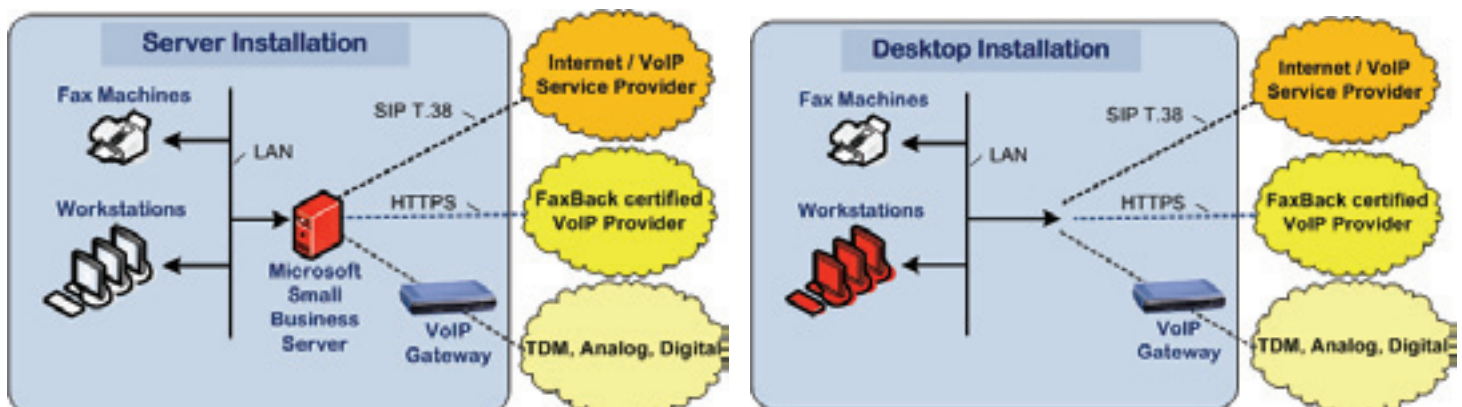 Server Installation
Fax Machines
LAN
Workstations
Microsoft
Small
Business
Server
SIP T.38
HTTPS
VoIP
Gateway
Internet / VoIP
Service Provider
FaxBack certified
VoIP Provider
TDM, Analog, Digital
Desktop Installation
Fax Machines
LAN
Workstations
SIP T.38
HTTPS
VoIP
Gateway
Internet / VoIP
Service Provider
FaxBack certified
VoIP Provider
TDM, Analog, Digital